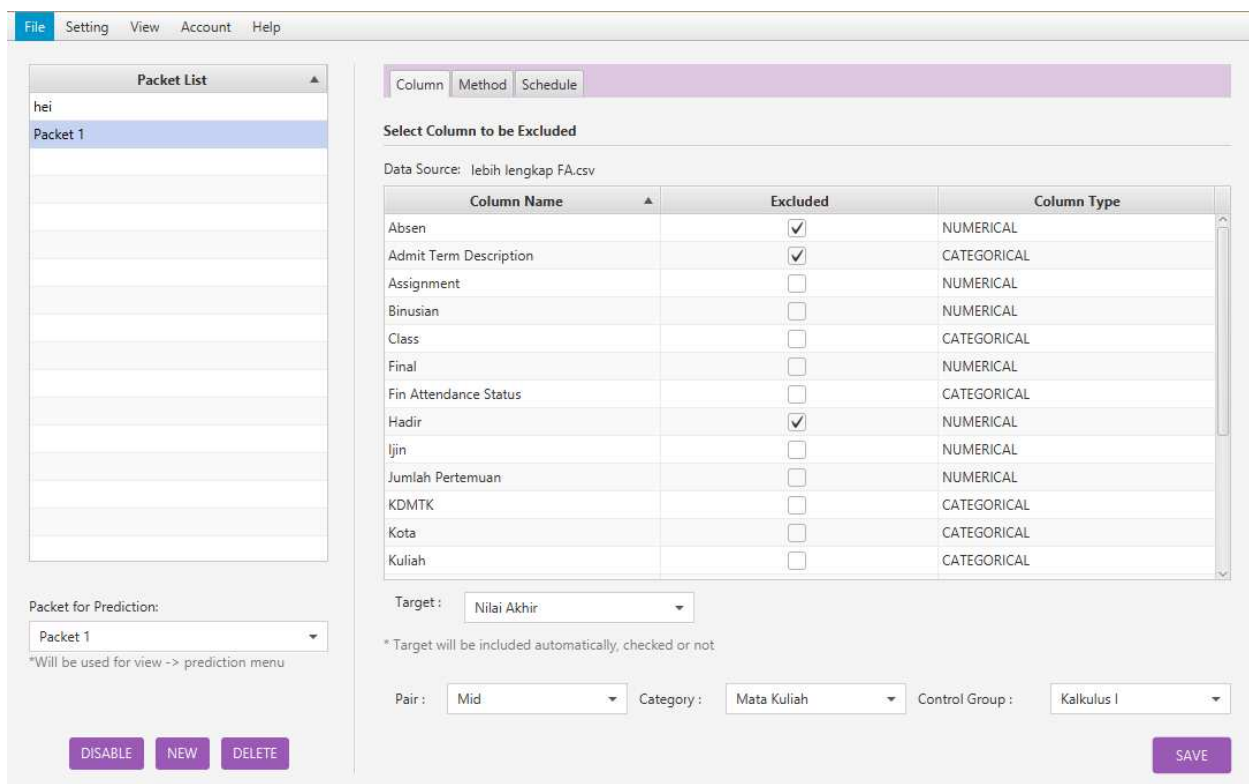 File Setting View Account Help
Packet List
hei
Packet 1
Packet for Prediction:
Packet 1
*Will be used for view -> prediction menu
DISABLE NEW DELETE
Column Method Schedule
Select Column to be Excluded
Data Source: lebih lengkap FA.csv
Column Name Excluded Column Type
Absen NUMERICAL
Admit Term Description CATEGORICAL
Assignment NUMERICAL
Binusian NUMERICAL
Class CATEGORICAL
Final NUMERICAL
Fin Attendance Status CATEGORICAL
Hadir NUMERICAL
Ijin NUMERICAL
Jumlah Pertemuan NUMERICAL
KDMTK CATEGORICAL
Kota CATEGORICAL
Kuliah CATEGORICAL
Target : Nilai Akhir
* Target will be included automatically, checked or not
Pair : Mid Category : Mata Kuliah Control Group : Kalkulus I
SAVE